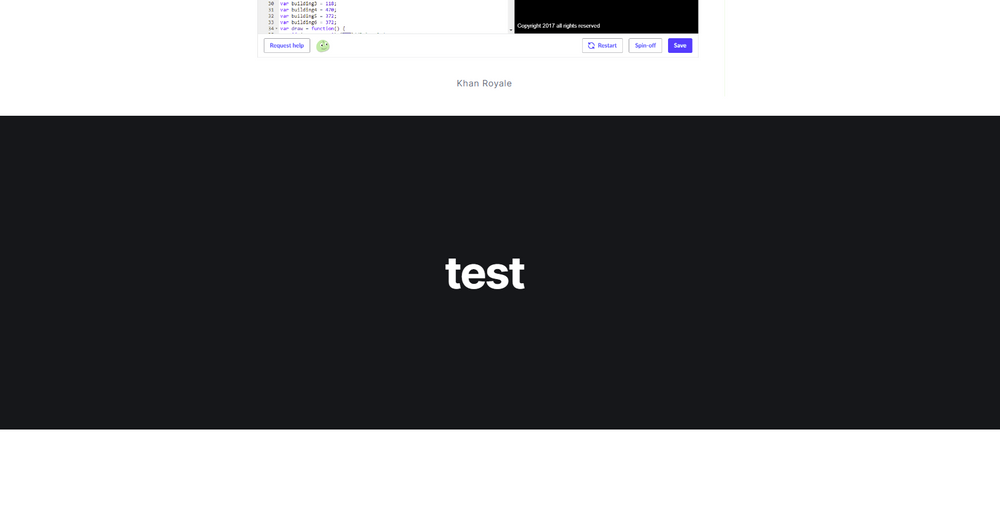 30 var building3 = 118;
31 var building4 = 470;
32 var building5 = 372;
33 var building6 = 372;
34 var draw = function() {
Copyright 2017 all rights reserved
Request help
Restart
Spin-off
Save
Khan Royale
test